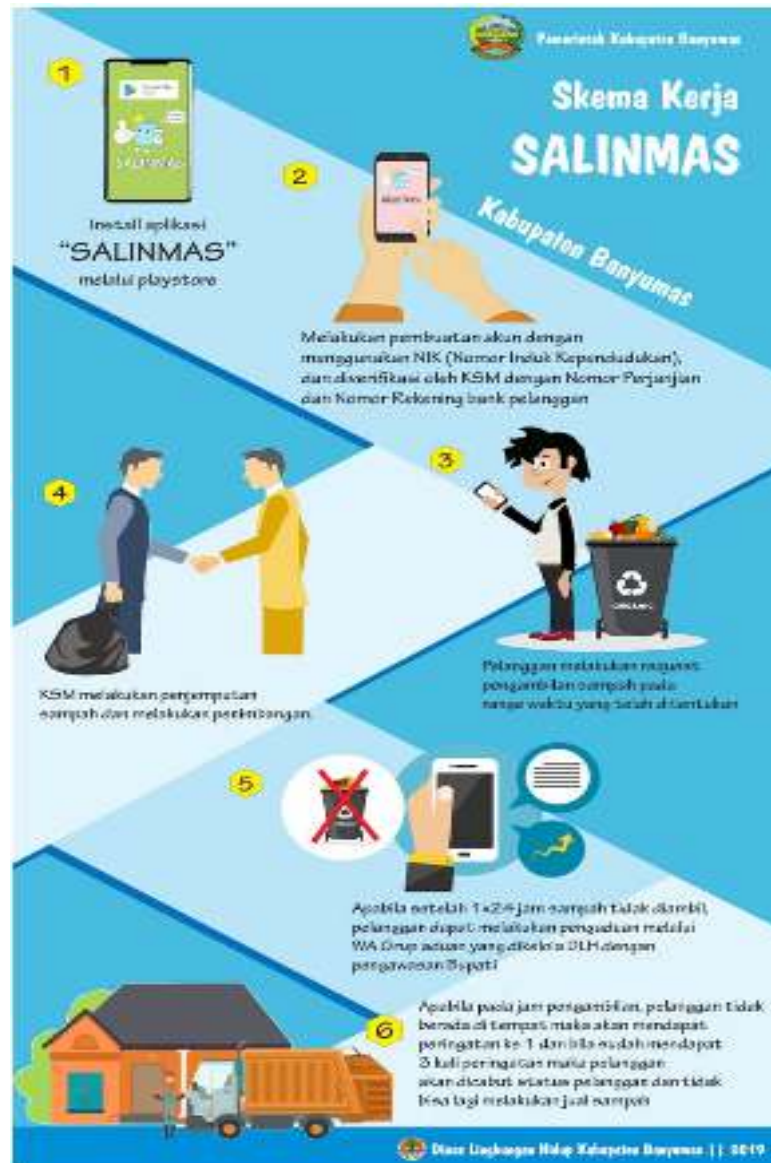 Pemerintah Kabupaten Banyumas
Skema Kerja
SALINMAS
Kabupaten Banyumas
1
SALINMAS
Install aplikasi
"SALINMAS"
melalui playstore
2
Melakukan pembuatan akun dengan
menggunakan NIK (Nomor Induk Kependudukan),
dan diverifikasi oleh KSM dengan Nomor Perjanjian
dan Nomor Rekening bank pelanggan
3
ORGANIC
Pelanggan melakukan request
pengambilan sampah pada
range waktu yang telah ditentukan
4
KSM melakukan penjemputan
sampah dan melakukan penimbangan.
5
Apabila setelah 1x24 jam sampah tidak diambil,
pelanggan dapat melakukan pengaduan melalui
WA Grup aduan yang dikelola DLH dengan
pengawasan Bupati
6
Apabila pada jam pengambilan, pelanggan tidak
berada di tempat maka akan mendapat
peringatan ke 1 dan bila sudah mendapat
3 kali peringatan maka pelanggan
akan dicabut status pelanggan dan tidak
bisa lagi melakukan jual sampah
Dinas Lingkungan Hidup Kabupaten Banyumas || 2019